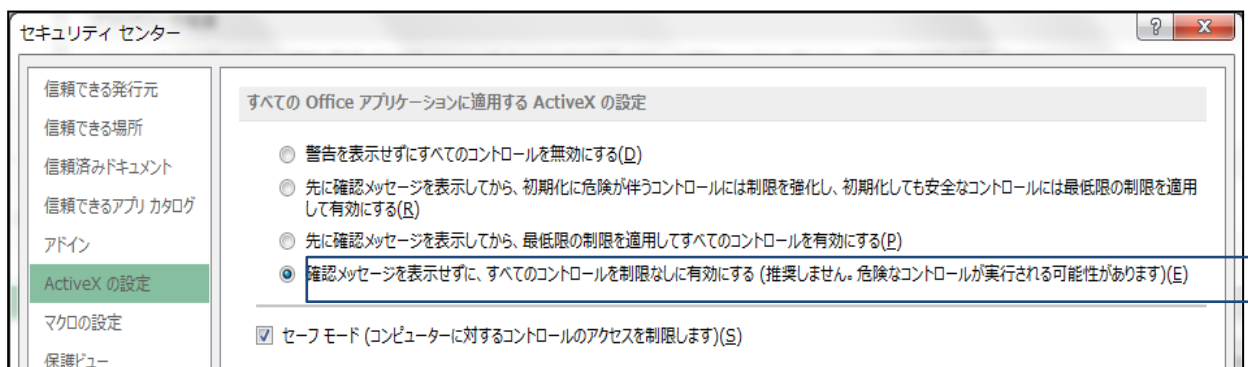 セキュリティ センター
?
信頼できる発行元
信頼できる場所
信頼済みドキュメント
信頼できるアプリ カタログ
アドイン
ActiveX の設定
マクロの設定
保護ビュー
すべての Office アプリケーションに適用する ActiveX の設定
警告を表示せずにすべてのコントロールを無効にする(D)
先に確認メッセージを表示してから、初期化に危険が伴うコントロールには制限を強化し、初期化しても安全なコントロールには最低限の制限を適用
して有効にする(R)
先に確認メッセージを表示してから、最低限の制限を適用してすべてのコントロールを有効にする(P)
確認メッセージを表示せずに、すべてのコントロールを制限なしに有効にする (推奨しません。危険なコントロールが実行される可能性があります)(E)
セーフ モード (コンピューターに対するコントロールのアクセスを制限します)(S)